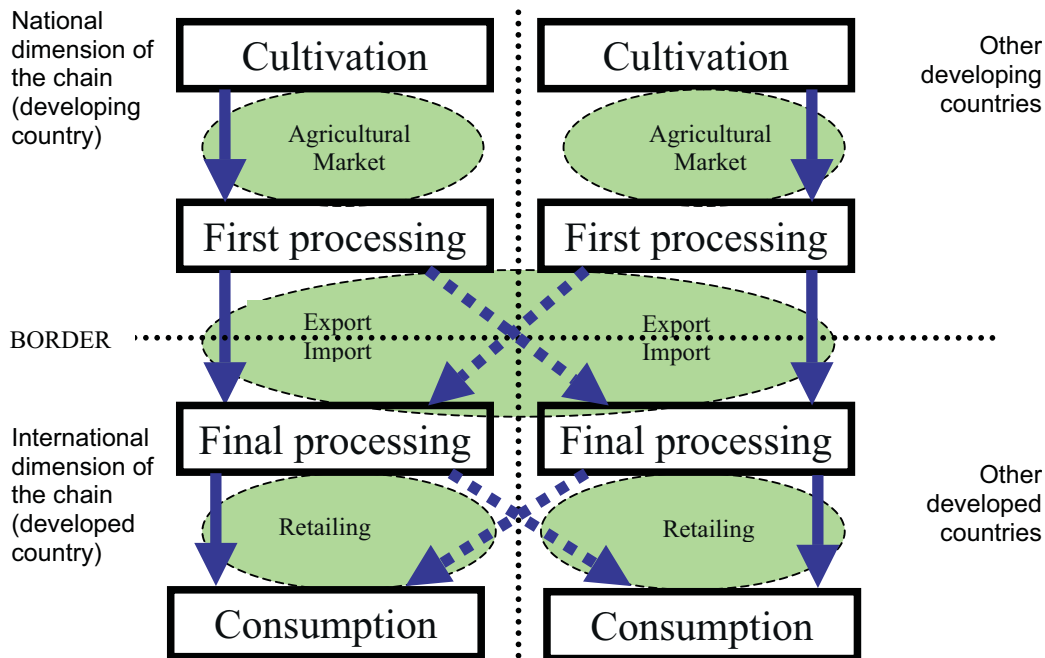 National
dimension of
the chain
(developing
country)
Cultivation
Cultivation
Other
developing
countries
Agricultural
Market
Agricultural
Market
First processing
First processing
BORDER
Export
Import
Export
Import
International
dimension of
the chain
(developed
country)
Final processing
Final processing
Other
developed
countries
Retailing
Retailing
Consumption
Consumption